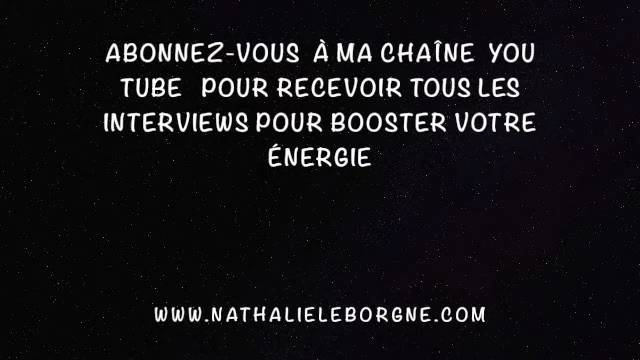 ABONNEZ-VOUS À MA CHAÎNE YOU
TUBE POUR RECEVOIR TOUS LES
INTERVIEWS POUR BOOSTER VOTRE
ÉNERGIE
WWW.NATHALIELEBORGNE.COM